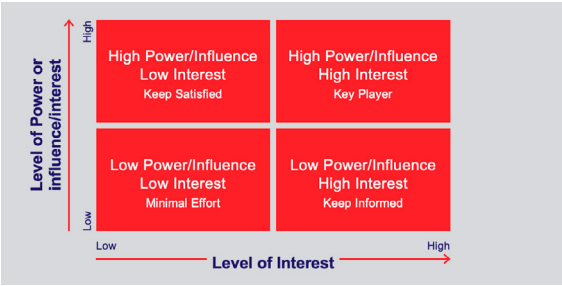 Level of Power or
influence/interest
High
Low
High Power/Influence
Low Interest
Keep Satisfied
High Power/Influence
High Interest
Key Player
Low Power/Influence
Low Interest
Minimal Effort
Low Power/Influence
High Interest
Keep Informed
Low
High
Level of Interest